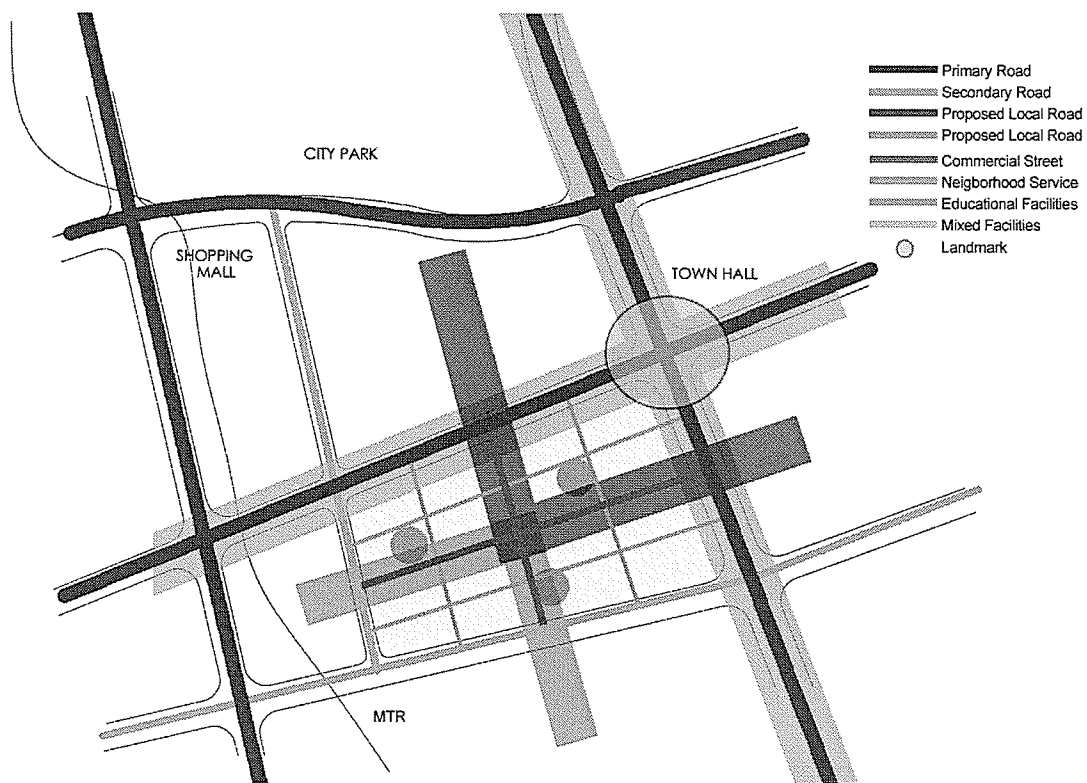 Primary Road
Secondary Road
Proposed Local Road
Proposed Local Road
Commercial Street
Neigborhood Service
Educational Facilities
Mixed Facilities
Landmark
CITY PARK
SHOPPING
MALL
TOWN HALL
MTR